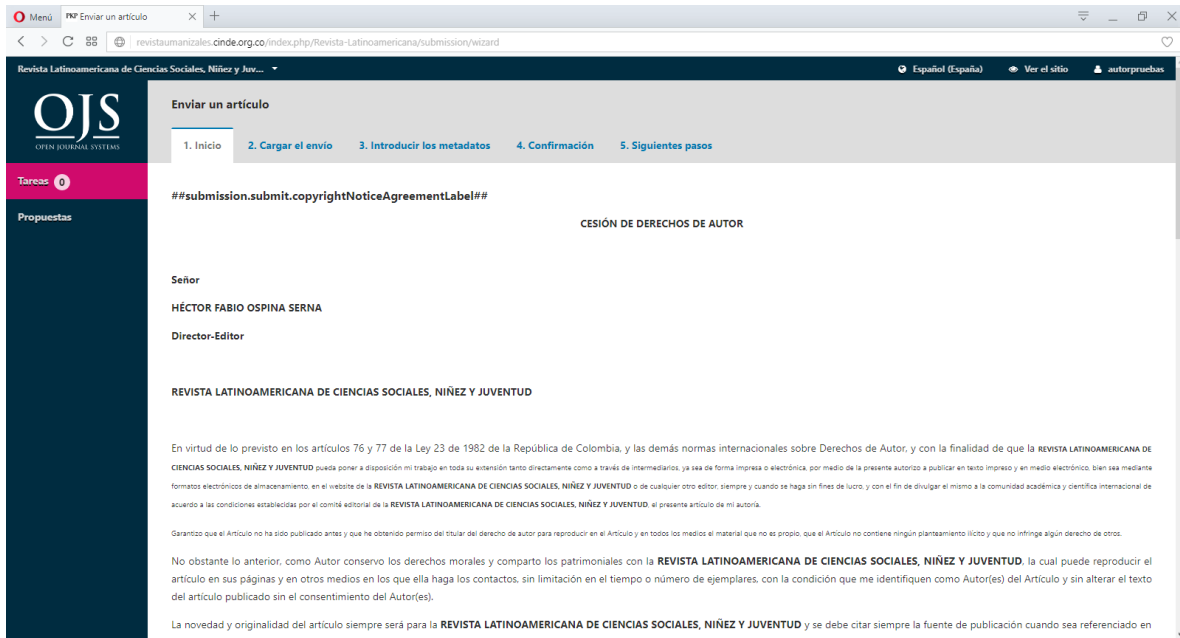 Menú
PKP Enviar un artículo
revistaumanizales.cinde.org.co/index.php/Revista-Latinoamericana/submission/wizard
Revista Latinoamericana de Ciencias Sociales, Niñez y Juv...
Español (España)
Ver el sitio
autorpruebas
OJS
OPEN JOURNAL SYSTEMS
Tareas 0
Propuestas
Enviar un artículo
1. Inicio
2. Cargar el envío
3. Introducir los metadatos
4. Confirmación
5. Siguientes pasos
##submission.submit.copyrightNoticeAgreementLabel##
CESIÓN DE DERECHOS DE AUTOR
Señor
HÉCTOR FABIO OSPINA SERNA
Director-Editor
REVISTA LATINOAMERICANA DE CIENCIAS SOCIALES, NIÑEZ Y JUVENTUD
En virtud de lo previsto en los artículos 76 y 77 de la Ley 23 de 1982 de la República de Colombia, y las demás normas internacionales sobre Derechos de Autor, y con la finalidad de que la REVISTA LATINOAMERICANA DE
CIENCIAS SOCIALES, NIÑEZ Y JUVENTUD pueda poner a disposición mi trabajo en toda su extensión tanto directamente como a través de intermediarios, ya sea de forma impresa o electrónica, por medio de la presente autorizo a publicar en texto impreso y en medio electrónico, bien sea mediante
formatos electrónicos de almacenamiento, en el website de la REVISTA LATINOAMERICANA DE CIENCIAS SOCIALES, NIÑEZ Y JUVENTUD o de cualquier otro editor, siempre y cuando se haga sin fines de lucro, y con el fin de divulgar el mismo a la comunidad académica y científica internacional de
acuerdo a las condiciones establecidas por el comité editorial de la REVISTA LATINOAMERICANA DE CIENCIAS SOCIALES, NIÑEZ Y JUVENTUD, el presente artículo de mi autoría.
Garantizo que el Artículo no ha sido publicado antes y que he obtenido permiso del titular del derecho de autor para reproducir en el Artículo y en todos los medios el material que no es propio, que el Artículo no contiene ningún planteamiento ilícito y que no infringe algún derecho de otros.
No obstante lo anterior, como Autor conservo los derechos morales y comparto los patrimoniales con la REVISTA LATINOAMERICANA DE CIENCIAS SOCIALES, NIÑEZ Y JUVENTUD, la cual puede reproducir el
artículo en sus páginas y en otros medios en los que ella haga los contactos, sin limitación en el tiempo o número de ejemplares, con la condición que me identifiquen como Autor(es) del Artículo y sin alterar el texto
del artículo publicado sin el consentimiento del Autor(es).
La novedad y originalidad del artículo siempre será para la REVISTA LATINOAMERICANA DE CIENCIAS SOCIALES, NIÑEZ Y JUVENTUD y se debe citar siempre la fuente de publicación cuando sea referenciado en